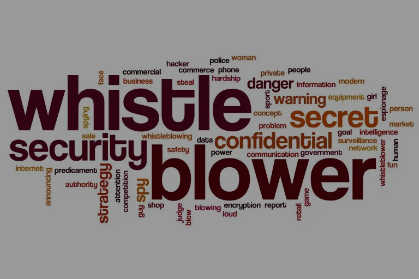 police woman
hacker
commercial commerce phone private people
face business steal hardship danger information modern
whistle sport warning equipment girl espionage
spying concept secret person
problem market
sale whistleblowing data confidential goal intelligence
security safety power surveillance
communication government network
internet predicament blower whistleblower human
fun
announcing authority strategy attention competition spy
guy shop judge blow blowing encryption report retail game
loud